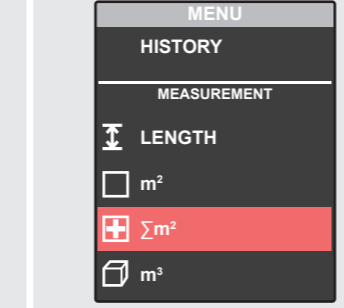 MENU
HISTORY
MEASUREMENT
LENGTH
m²
∑m²
m³